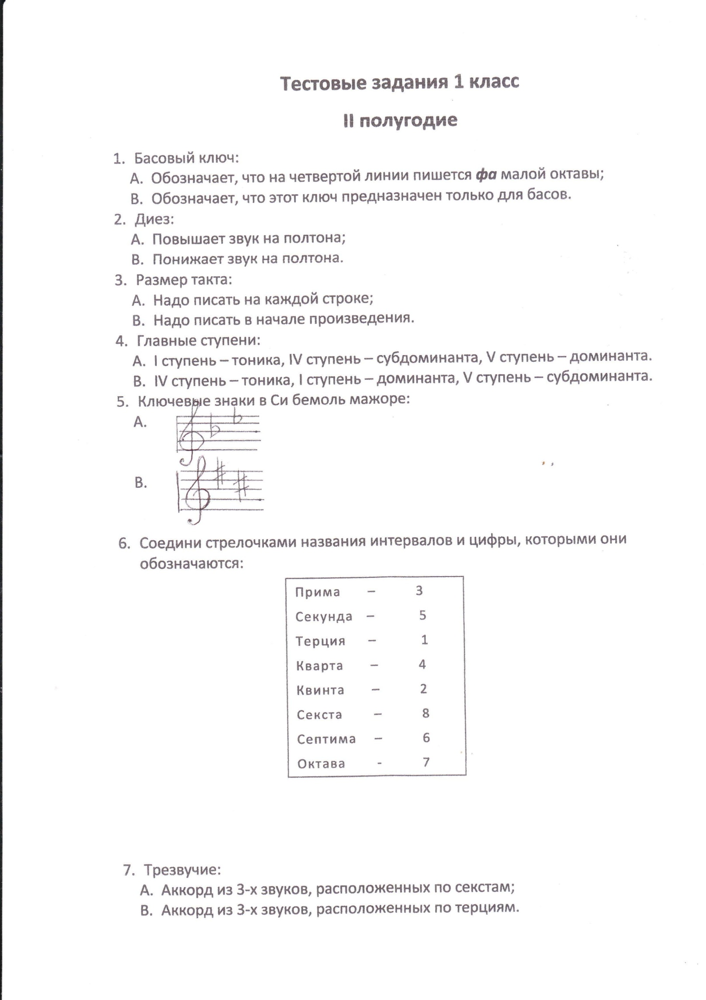 Тестовые задания 1 класс
II полугодие
1. Басовый ключ:
A. Обозначает, что на четвертой линии пишется фа малой октавы;
B. Обозначает, что этот ключ предназначен только для басов.
2. Диез:
A. Повышает звук на полтона;
B. Понижает звук на полтона.
3. Размер такта:
A. Надо писать на каждой строке;
B. Надо писать в начале произведения.
4. Главные ступени:
A. I ступень – тоника, IV ступень – субдоминанта, V ступень – доминанта.
B. IV ступень – тоника, I ступень – доминанта, V ступень – субдоминанта.
5. Ключевые знаки в Си бемоль мажоре:
A.
B.
6. Соедини стрелочками названия интервалов и цифры, которыми они
обозначаются:
Прима – 3
Секунда – 5
Терция – 1
Кварта – 4
Квинта – 2
Секста – 8
Септима – 6
Октава - 7
7. Трезвучие:
A. Аккорд из 3-х звуков, расположенных по секстам;
B. Аккорд из 3-х звуков, расположенных по терциям.